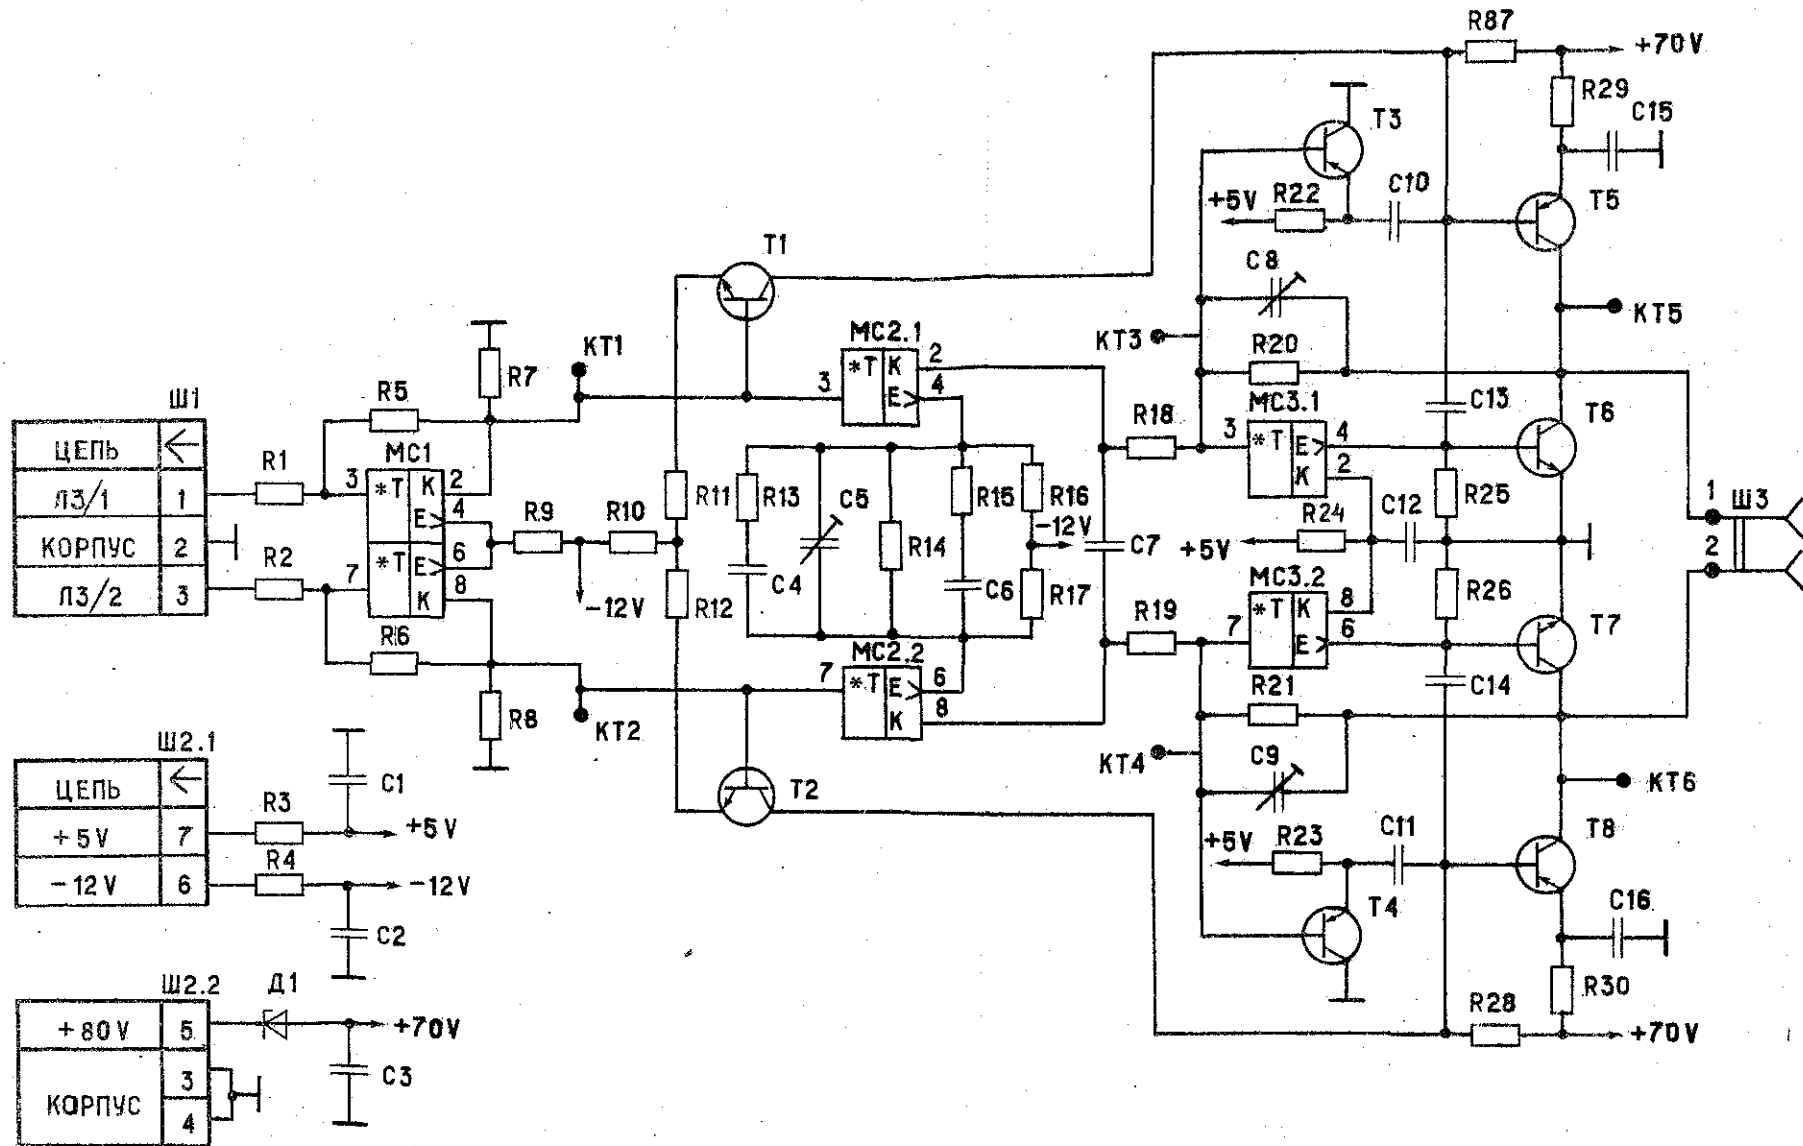 R87
+70V
R29
C15
T3
C10
+5V
R22
T5
T1
C8
KT5
KT3
MC2.1
R20
KT1
*T
K
2
3
E
4
R7
R5
Ш1
MC3.1
C13
T6
R18
3
*T
E
4
K
2
ЦЕПЬ
←
R1
MC1
ЛЗ/1
1
3
*T
K
2
E
4
R11
R13
C5
R15
R16
R25
1
Ш3
КОРПУС
2
R9
R10
R14
-12V
C7
R24
C12
+5V
2
R2
*T
E
6
K
8
7
ЛЗ/2
3
-12V
R12
C4
C6
R17
MC3.2
R19
7
*T
K
8
E
6
R26
T7
R6
MC2.2
7
*T
E
6
K
8
R21
C14
R8
KT2
KT4
C9
KT6
Ш2.1
ЦЕПЬ
←
C1
T2
R3
+5V
7
+5V
R4
-12V
6
-12V
C2
+5V
R23
C11
T8
T4
C16
R28
R30
+70V
Ш2.2
Д1
+80V
5
+70V
КОРПУС
3
4
C3